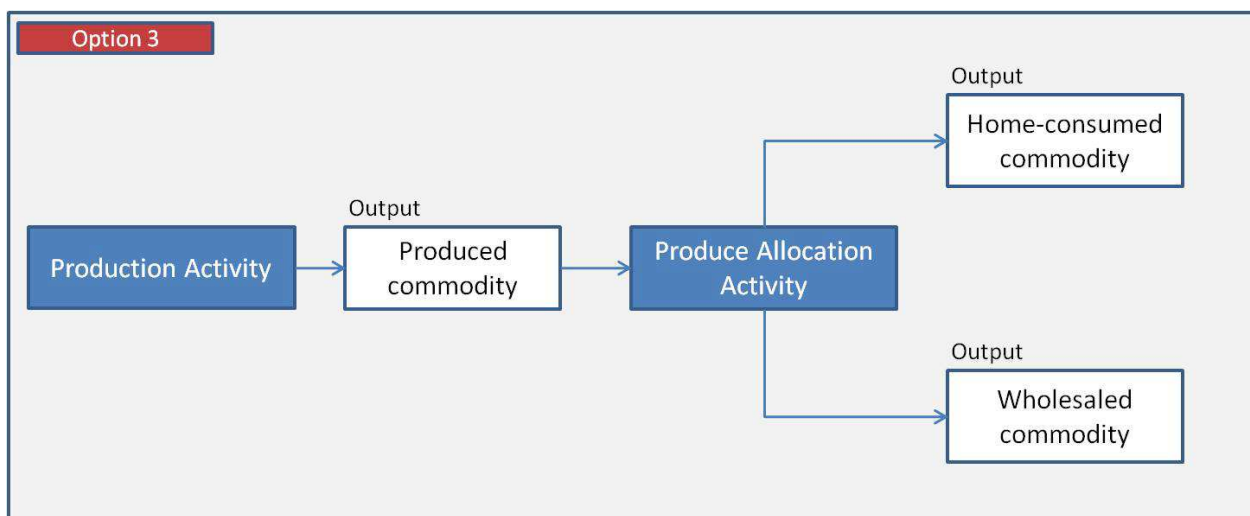 Option 3
Output
Home-consumed
commodity
Output
Production Activity
Produced
commodity
Produce Allocation
Activity
Output
Wholesaled
commodity